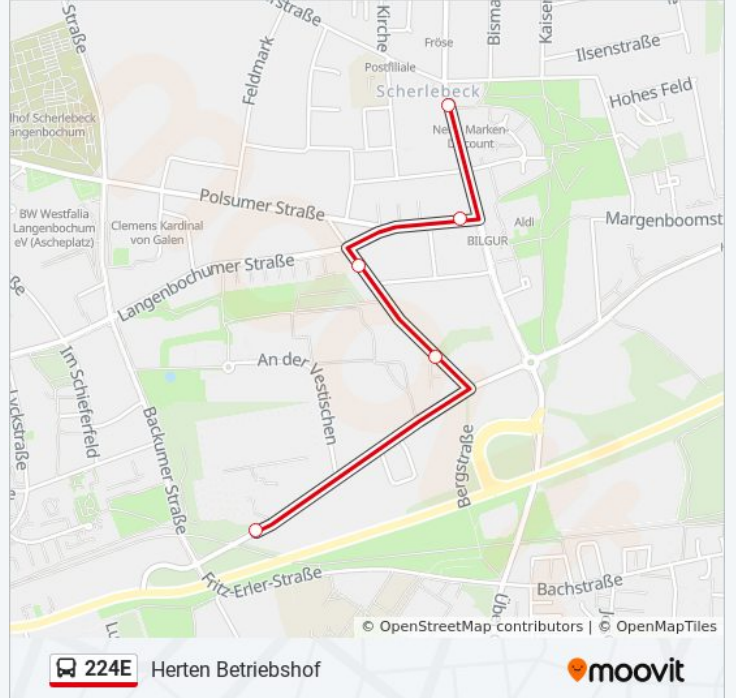 Straße
erstraße
Kirche
Bisma
Kaiser
Fröse
Ilsenstraße
Feldmark
Postfiliale
Scherlebeck
Hohes Feld
hof Scherlebeck
angenbochum
Marken-
Polsumer Straße
BW Westfalia
Langenbochum
eV (Ascheplatz)
Clemens Kardinal
von Galen
Aldi
Margenboomst
BILGUR
Langenbochumer Straße
An der Vestischen
Im Schieferfeld
Backumer Straße
Bergstraße
Fritz-Erler-Straße
Bachstraße
Übe
© OpenStreetMap contributors | © OpenMapTiles
224E Herten Betriebshof
moovit